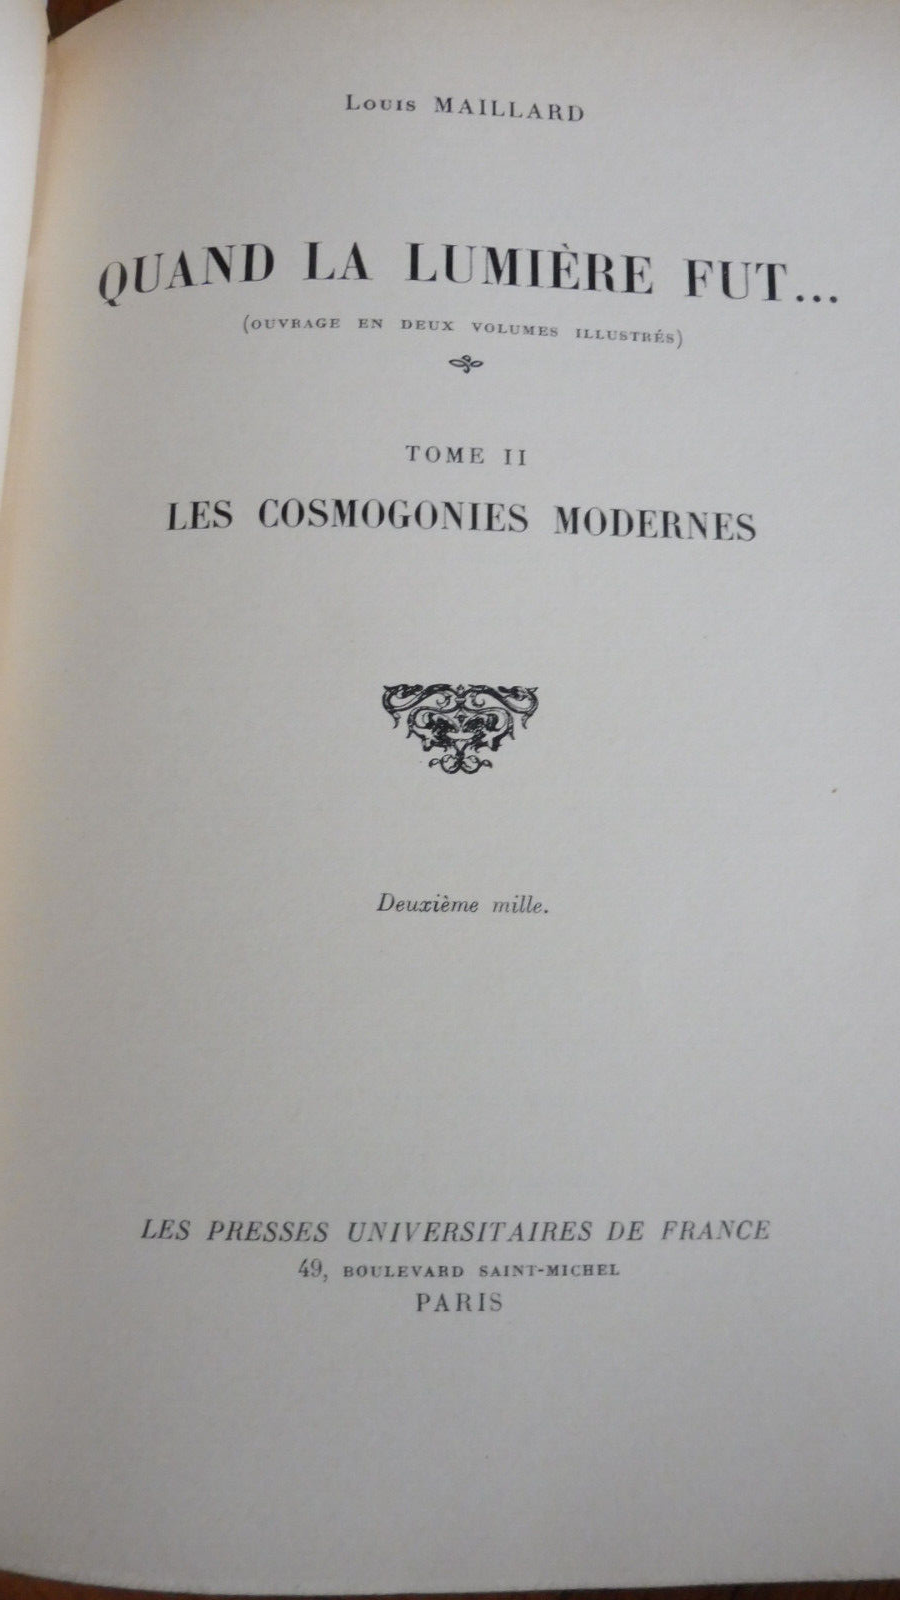 Louis MAILLARD
QUAND LA LUMIÈRE FUT...
(OUVRAGE EN DEUX VOLUMES ILLUSTRÉS)
TOME II
LES COSMOGONIES MODERNES
Deuxième mille.
LES PRESSES UNIVERSITAIRES DE FRANCE
49, BOULEVARD SAINT-MICHEL
PARIS